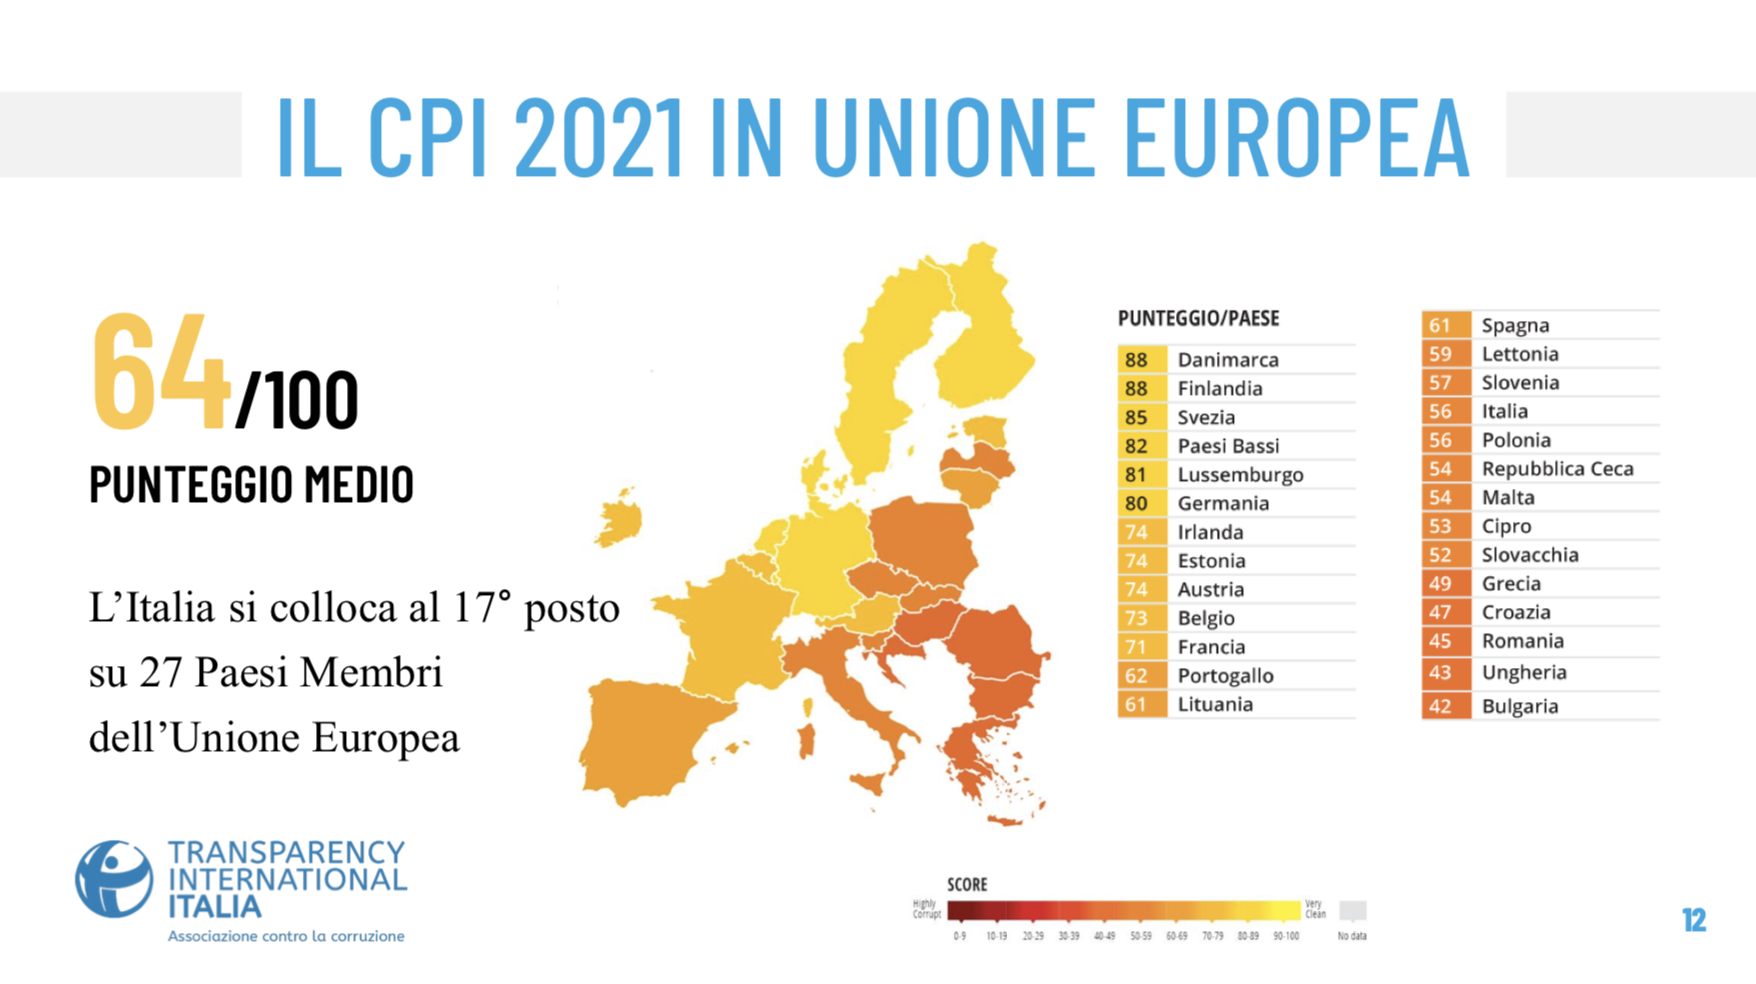 IL CPI 2021 IN UNIONE EUROPEA
64/100
PUNTEGGIO MEDIO
L’Italia si colloca al 17° posto
su 27 Paesi Membri
dell’Unione Europea
TRANSPARENCY
INTERNATIONAL
ITALIA
Associazione contro la corruzione
PUNTEGGIO/PAESE
88 Danimarca
88 Finlandia
85 Svezia
82 Paesi Bassi
81 Lussemburgo
80 Germania
74 Irlanda
74 Estonia
74 Austria
73 Belgio
71 Francia
62 Portogallo
61 Lituania
61 Spagna
59 Lettonia
57 Slovenia
56 Italia
56 Polonia
54 Repubblica Ceca
54 Malta
53 Cipro
52 Slovacchia
49 Grecia
47 Croazia
45 Romania
43 Ungheria
42 Bulgaria
SCORE
Highly
Corrupt
Very
Clean
0-9 10-19 20-29 30-39 40-49 50-59 60-69 70-79 80-89 90-100 No data
12